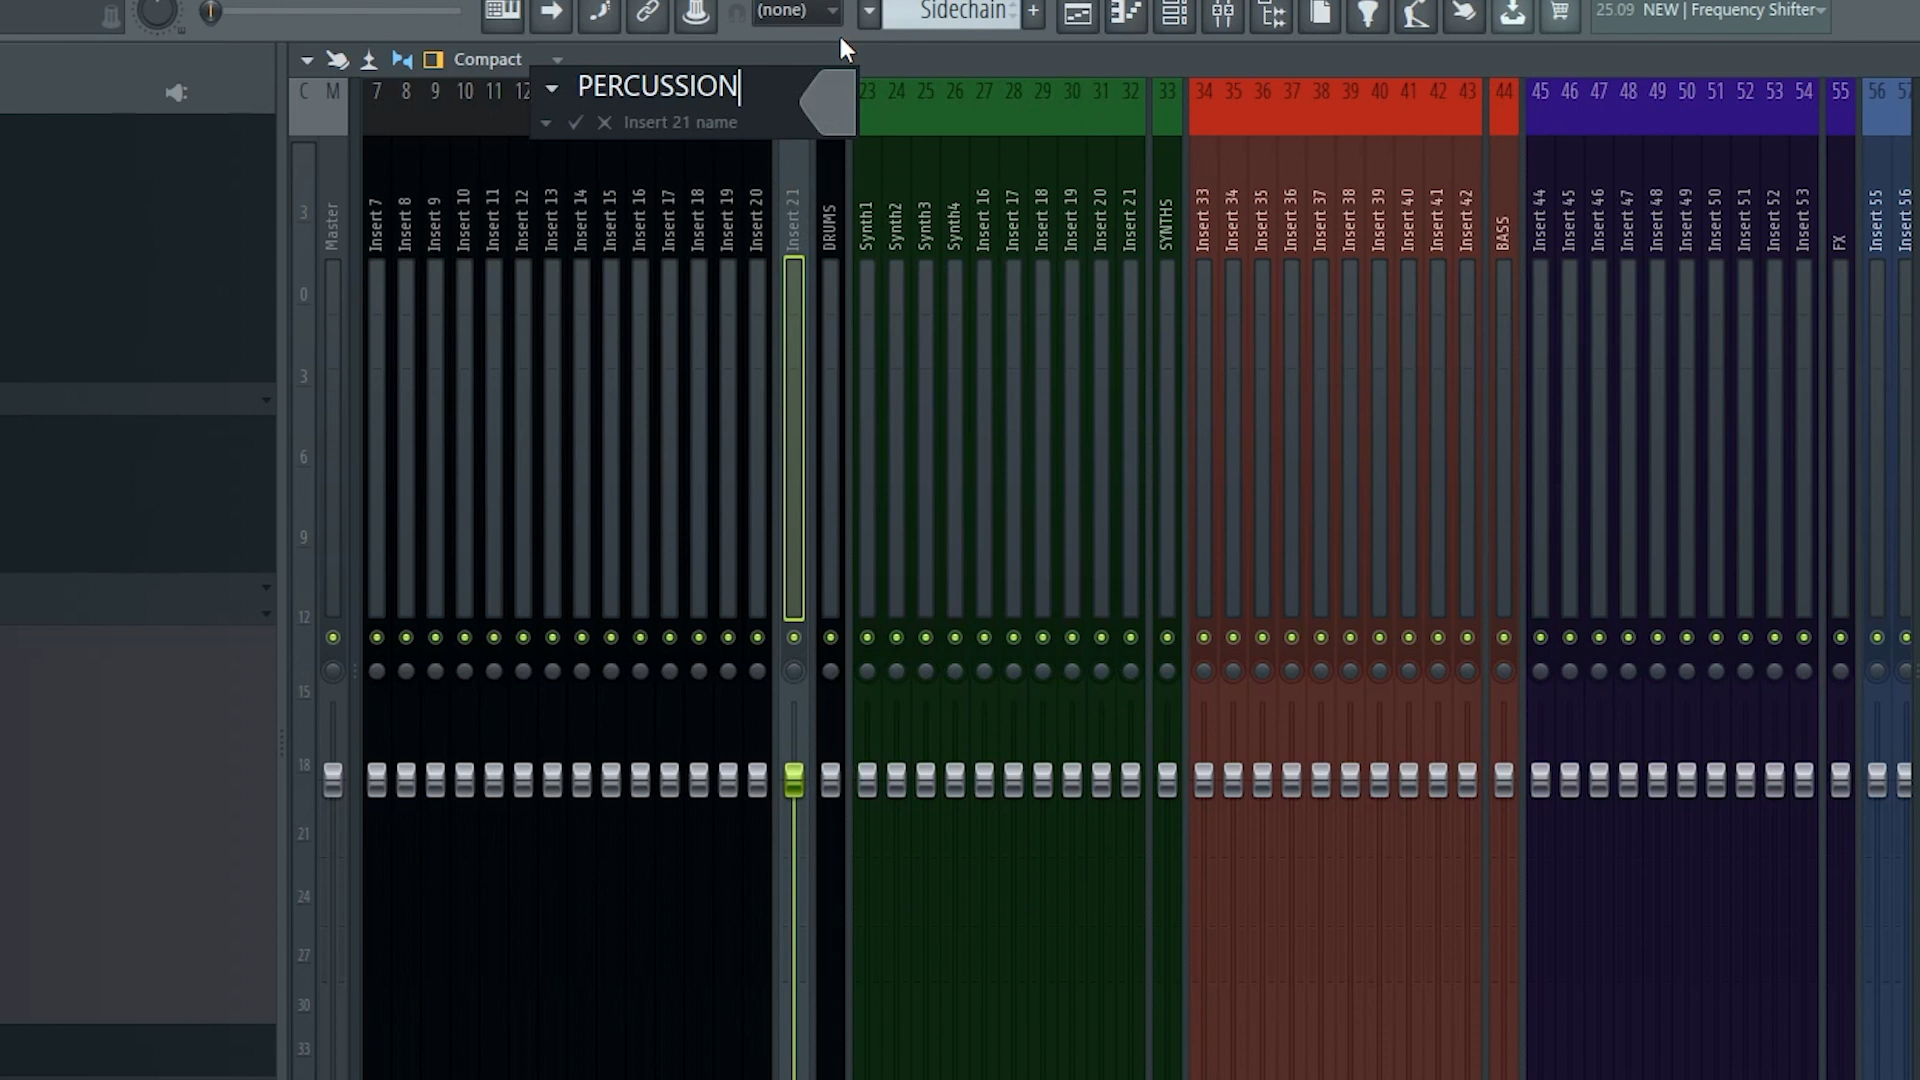 (none)
Sidechain
+
25.09 NEW | Frequency Shifter
Compact
PERCUSSION
Insert 21 name
C M 7 8 9 10 11 12 23 24 25 26 27 28 29 30 31 32 33 34 35 36 37 38 39 40 41 42 43 44 45 46 47 48 49 50 51 52 53 54 55 56 57
Master
Insert 7
Insert 8
Insert 9
Insert 10
Insert 11
Insert 12
Insert 13
Insert 14
Insert 15
Insert 16
Insert 17
Insert 18
Insert 19
Insert 20
Insert 21
DRUMS
Synth1
Synth2
Synth3
Synth4
Insert 16
Insert 17
Insert 18
Insert 19
Insert 20
Insert 21
SYNTHS
Insert 33
Insert 34
Insert 35
Insert 36
Insert 37
Insert 38
Insert 39
Insert 40
Insert 41
Insert 42
BASS
Insert 44
Insert 45
Insert 46
Insert 47
Insert 48
Insert 49
Insert 50
Insert 51
Insert 52
Insert 53
FX
Insert 55
Insert 56
3
0
3
6
9
12
15
18
21
24
27
30
33